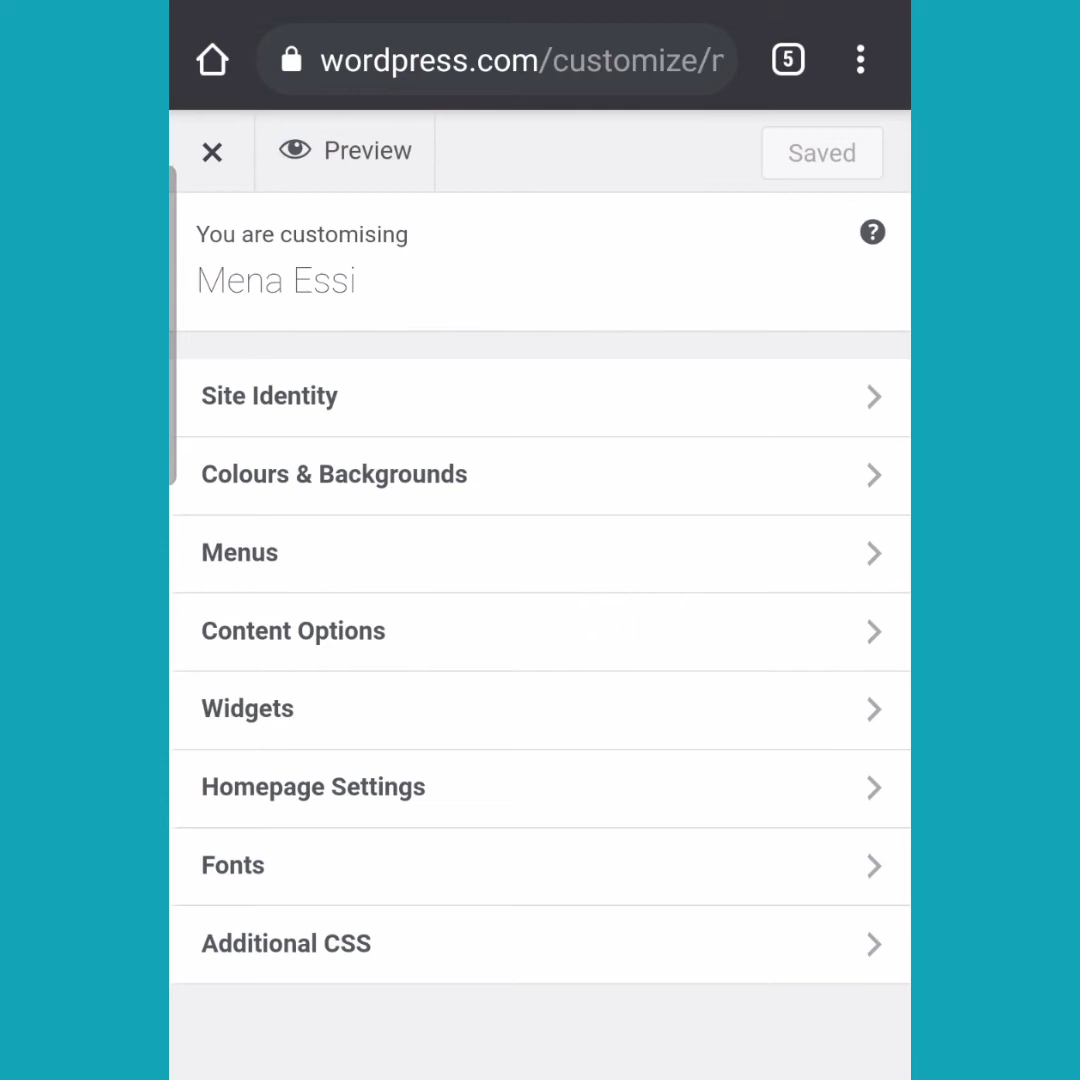 wordpress.com/customize/r
5
Preview
Saved
You are customising
?
Mena Essi
Site Identity
Colours & Backgrounds
Menus
Content Options
Widgets
Homepage Settings
Fonts
Additional CSS